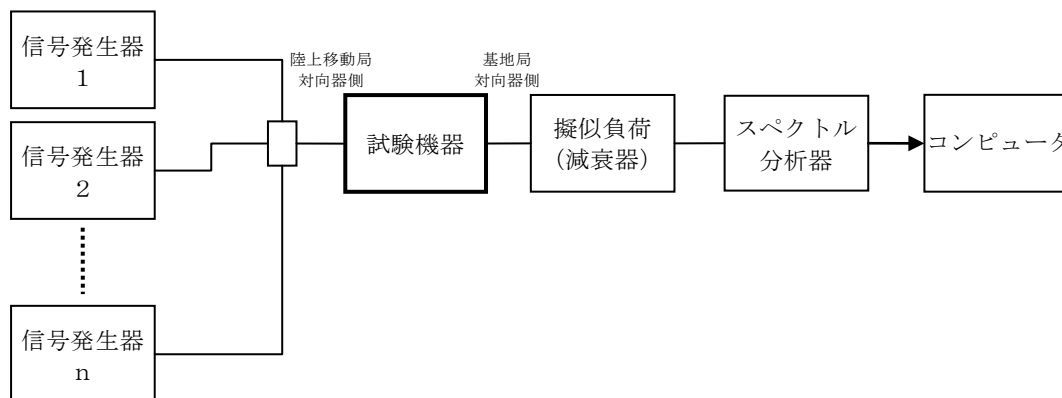 信号発生器
1
陸上移動局
対向器側
基地局
対向器側
信号発生器
2
試験機器
擬似負荷
(減衰器)
スペクトル
分析器
コンピュータ
信号発生器
n